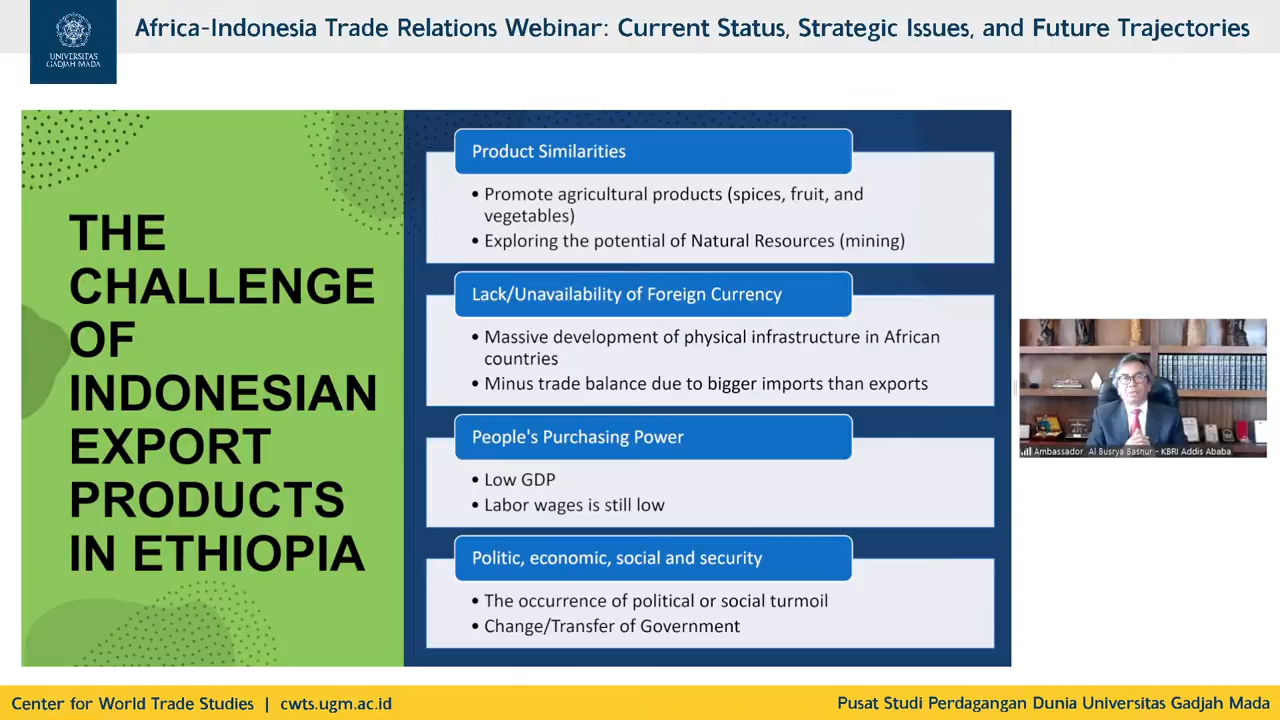 Africa-Indonesia Trade Relations Webinar: Current Status, Strategic Issues, and Future Trajectories
UNIVERSITAS
GADJAH MADA
THE
CHALLENGE
OF
INDONESIAN
EXPORT
PRODUCTS
IN ETHIOPIA
Product Similarities
• Promote agricultural products (spices, fruit, and
vegetables)
• Exploring the potential of Natural Resources (mining)
Lack/Unavailability of Foreign Currency
• Massive development of physical infrastructure in African
countries
• Minus trade balance due to bigger imports than exports
People's Purchasing Power
• Low GDP
• Labor wages is still low
Politic, economic, social and security
• The occurrence of political or social turmoil
• Change/Transfer of Government
Ambassador Al Busyra Basnur - KBRI Addis Ababa
Center for World Trade Studies | cwts.ugm.ac.id
Pusat Studi Perdagangan Dunia Universitas Gadjah Mada